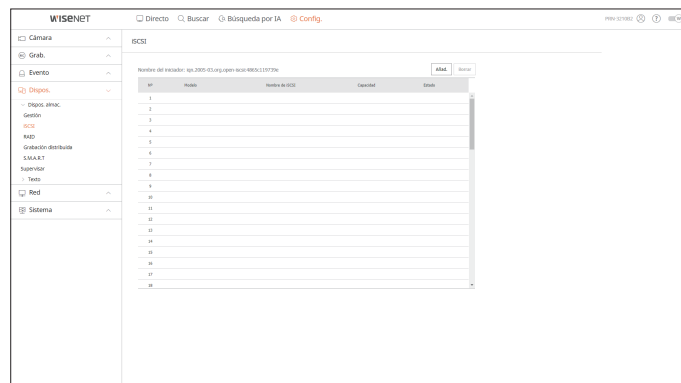 WISENET
Directo Buscar Búsqueda por IA Config.
PRN-3210B2
Cámara
Grab.
Evento
Dispos.
Dispos. almac.
Gestión
iSCSI
RAID
Grabación distribuida
S.M.A.R.T
Supervisar
Texto
Red
Sistema
iSCSI
Añad. Borrar
Nº Modelo Nombre de iSCSI Capacidad Estado
1
2
3
4
5
6
7
8
9
10
11
12
13
14
15
16
17
18